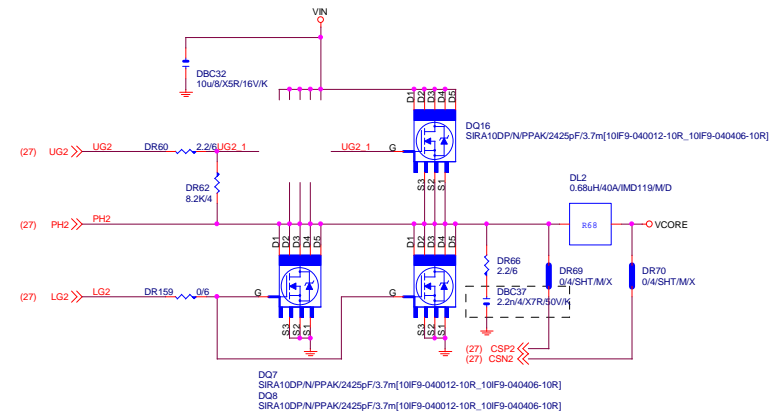 VIN
DBC32
10u/8/X5R/16V/K
D1 D2 D3 D4 D5
DQ16
SIRA10DP/N/PPAK/2425pF/3.7m[10IF9-040012-10R_10IF9-040406-10R]
(27) UG2 UG2 DR60 2.2/6 UG2_1 UG2_1 G
S3 S2 S1
DR62
8.2K/4
DL2
0.68uH/40A/IMD119/M/D
R68
VCORE
(27) PH2 PH2
D1 D2 D3 D4 D5 D1 D2 D3 D4 D5
DR66
2.2/6
DR69
0/4/SHT/M/X
DR70
0/4/SHT/M/X
(27) LG2 LG2 DR159 0/6 G G
DBC37
2.2n/4/X7R/50V/K
S3 S2 S1 S3 S2 S1
(27) CSP2
(27) CSN2
DQ7
SIRA10DP/N/PPAK/2425pF/3.7m[10IF9-040012-10R_10IF9-040406-10R]
DQ8
SIRA10DP/N/PPAK/2425pF/3.7m[10IF9-040012-10R_10IF9-040406-10R]